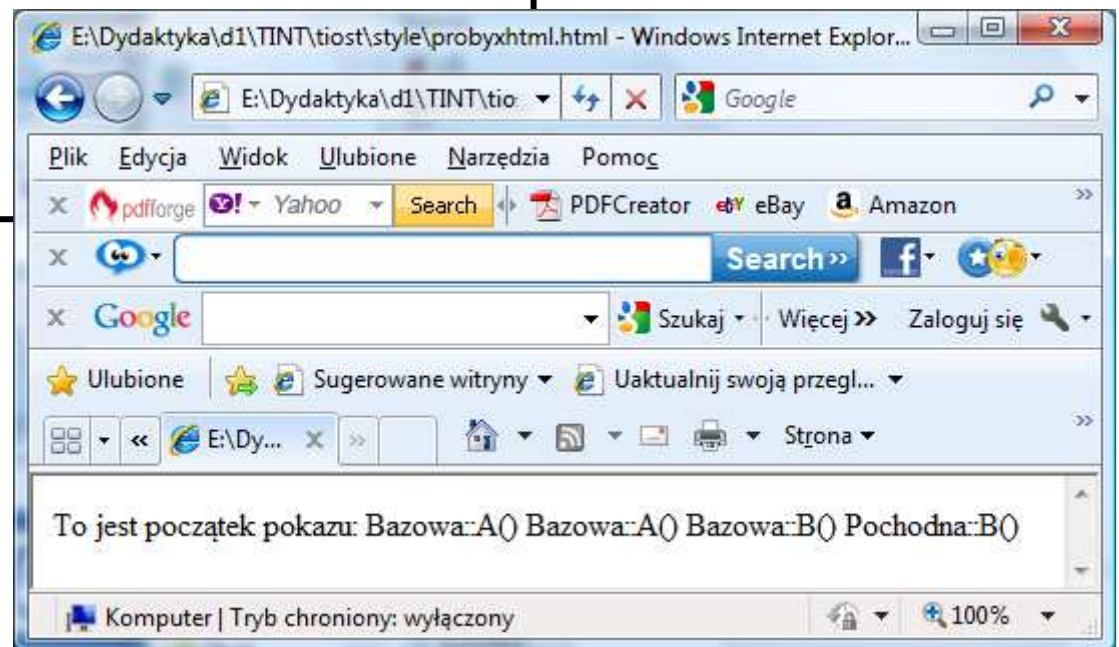 E:\Dydaktyka\d1\TINT\tiost\style\probyxhtml.html - Windows Internet Explor...
E:\Dydaktyka\d1\TINT\tio Google
Plik Edycja Widok Ulubione Narzędzia Pomoc
x pdfforge Y! Yahoo Search PDFCreator ebY eBay a Amazon »
x Search » f
x Google Szukaj Więcej >> Zaloguj się
Ulubione Sugerowane witryny Uaktualnij swoją przegl...
« E:\Dy... x » Strona »
To jest początek pokazu: Bazowa::A() Bazowa::A() Bazowa::B() Pochodna::B()
Komputer | Tryb chroniony: wyłączony 100%